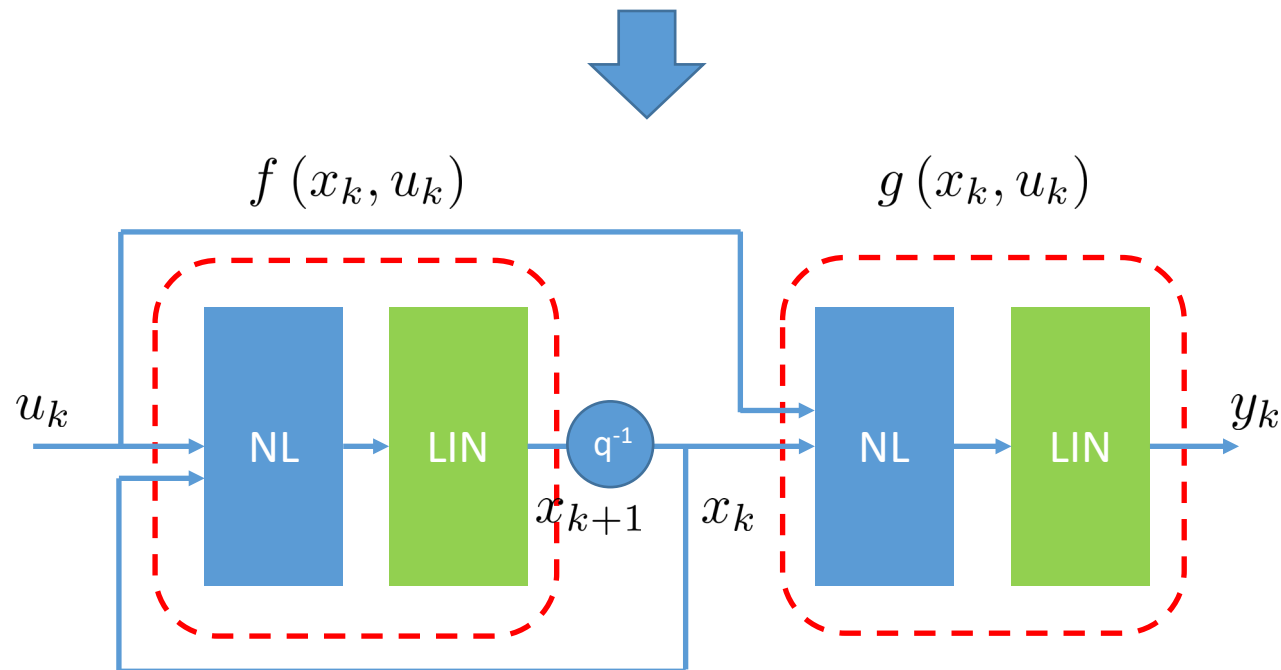 f (x_k, u_k)
g (x_k, u_k)
u_k
NL
LIN
q⁻¹
x_{k+1}
x_k
NL
LIN
y_k